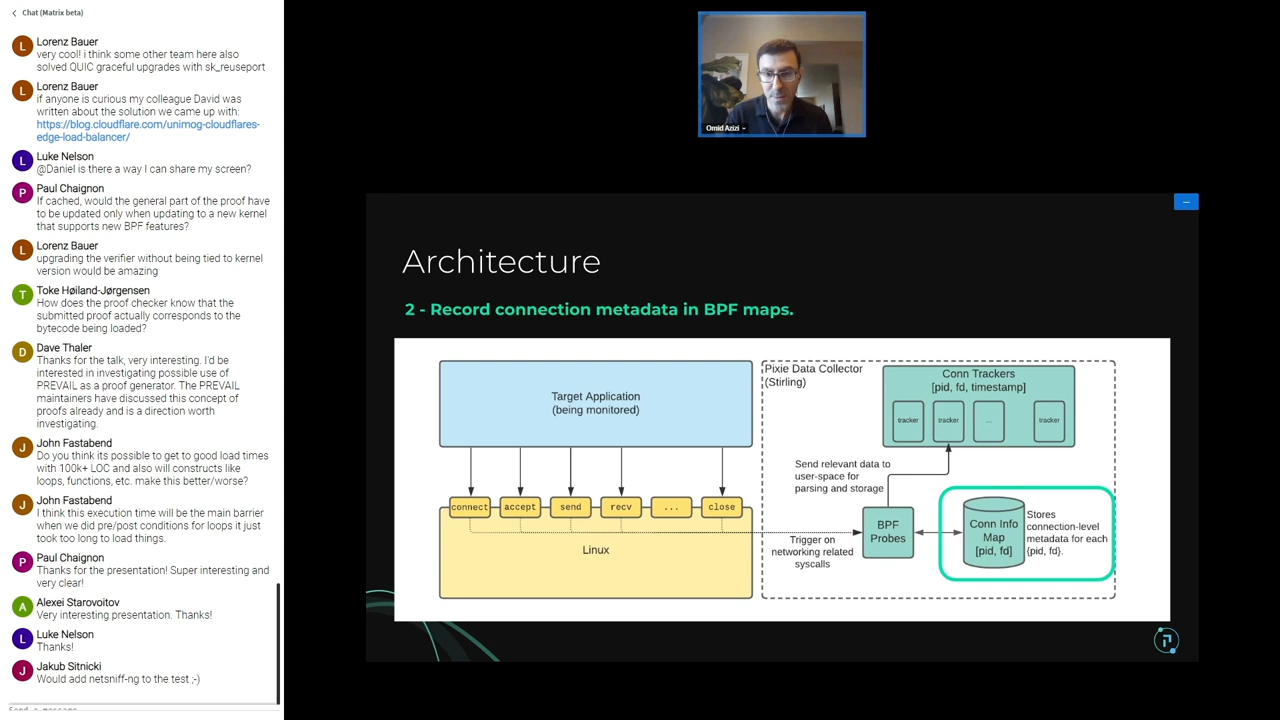 Chat (Matrix beta)
L
Lorenz Bauer
very cool! i think some other team here also
solved QUIC graceful upgrades with sk_reuseport
L
Lorenz Bauer
if anyone is curious my colleague David was
written about the solution we came up with:
https://blog.cloudflare.com/unimog-cloudflares-
edge-load-balancer/
L
Luke Nelson
@Daniel is there a way I can share my screen?
P
Paul Chaignon
If cached, would the general part of the proof have
to be updated only when updating to a new kernel
that supports new BPF features?
L
Lorenz Bauer
upgrading the verifier without being tied to kernel
version would be amazing
T
Toke Høiland-Jørgensen
How does the proof checker know that the
submitted proof actually corresponds to the
bytecode being loaded?
D
Dave Thaler
Thanks for the talk, very interesting. I'd be
interested in investigating possible use of
PREVAIL as a proof generator. The PREVAIL
maintainers have discussed this concept of
proofs already and is a direction worth
investigating.
J
John Fastabend
Do you think its possible to get to good load times
with 100k+ LOC and also will constructs like
loops, functions, etc. make this better/worse?
J
John Fastabend
I think this execution time will be the main barrier
when we did pre/post conditions for loops it just
took too long to load things.
P
Paul Chaignon
Thanks for the presentation! Super interesting and
very clear!
A
Alexei Starovoitov
Very interesting presentation. Thanks!
L
Luke Nelson
Thanks!
J
Jakub Sitnicki
Would add netsniff-ng to the test ;-)
Send a message
Omid Azizi
Architecture
2 - Record connection metadata in BPF maps.
Target Application
(being monitored)
connect
accept
send
recv
...
close
Linux
Pixie Data Collector
(Stirling)
Conn Trackers
[pid, fd, timestamp]
tracker
tracker
...
tracker
Send relevant data to
user-space for
parsing and storage
Trigger on
networking related
syscalls
BPF
Probes
Conn Info
Map
[pid, fd]
Stores
connection-level
metadata for each
{pid, fd}.